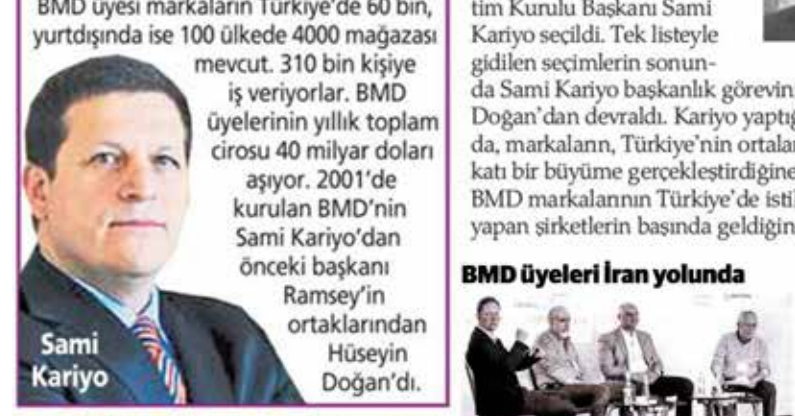 BMD üyesi markaların Türkiye'de 60 bin,
yurtdışında ise 100 ülkede 4000 mağazası
mevcut. 310 bin kişiye
iş veriyorlar. BMD
üyelerinin yıllık toplam
cirosu 40 milyar doları
aşıyor. 2001'de
kurulan BMD'nin
Sami Kariyo'dan
önceki başkanı
Ramsey'in
ortaklarından
Hüseyin
Doğan'dı.
Sami
Kariyo
tim Kurulu Başkanı Sami
Kariyo seçildi. Tek listeyle
gidilen seçimlerin sonun-
da Sami Kariyo başkanlık görevin
Doğan'dan devraldı. Kariyo yaptığ
da, markaların, Türkiye'nin ortalar
katı bir büyüme gerçekleştirdiğine
BMD markalarının Türkiye'de isti
yapan şirketlerin başında geldiğin
BMD üyeleri İran yolunda